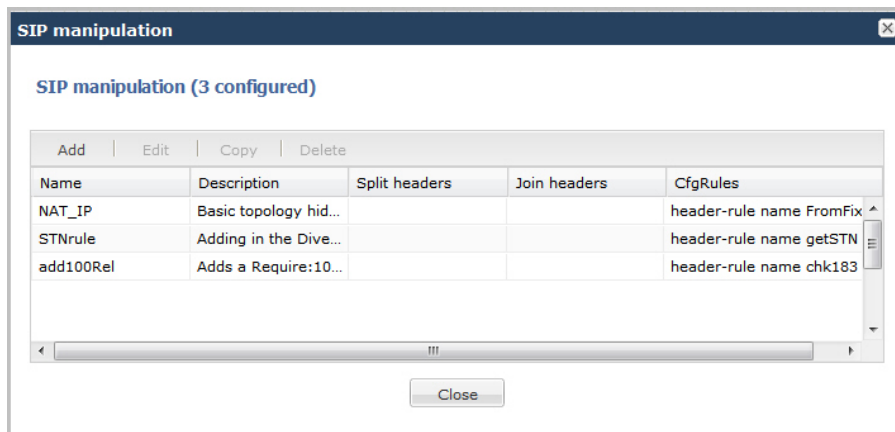 SIP manipulation
SIP manipulation (3 configured)
Add Edit Copy Delete
Name Description Split headers Join headers CfgRules
NAT_IP Basic topology hid... header-rule name FromFix
STNrule Adding in the Dive... header-rule name getSTN
add100Rel Adds a Require:10... header-rule name chk183
Close